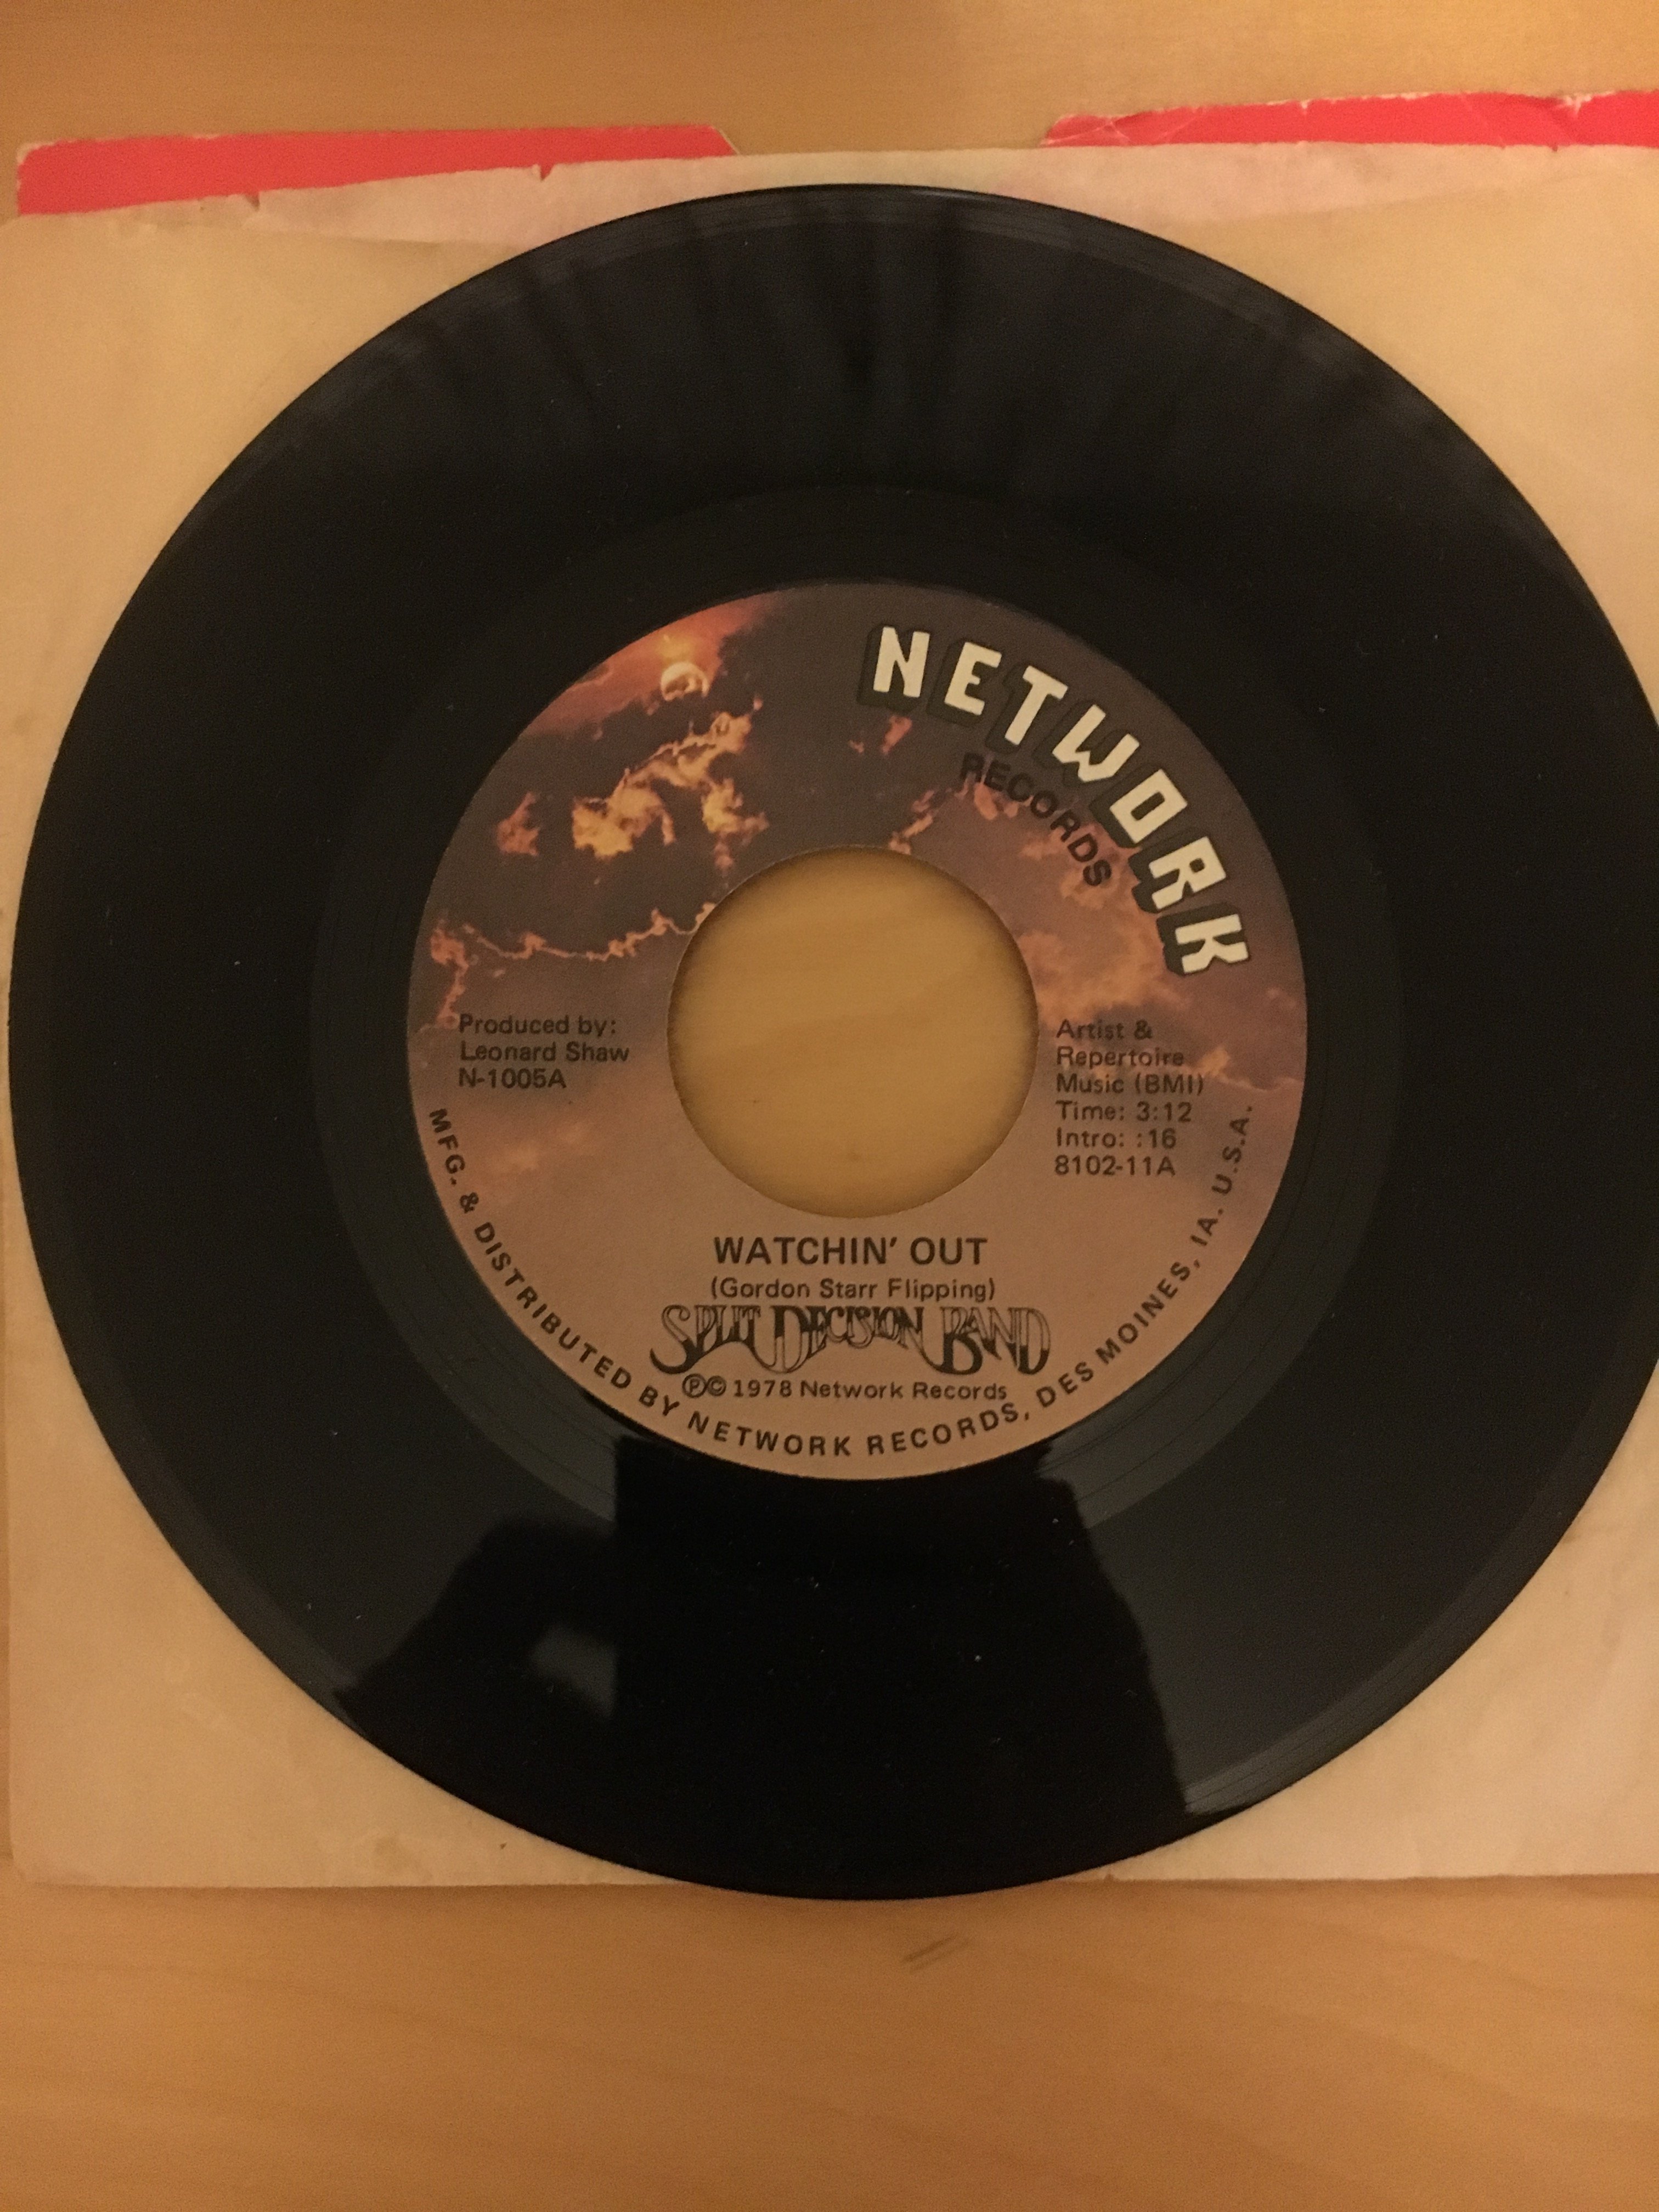 NETWORK
RECORDS
Produced by:
Leonard Shaw
N-1005A
Artist &
Repertoire
Music (BMI)
Time: 3:12
Intro: :16
8102-11A
WATCHIN' OUT
(Gordon Starr Flipping)
SPLIT DECISION BAND
℗© 1978 Network Records
MFG. & DISTRIBUTED BY NETWORK RECORDS, DES MOINES, IA. U.S.A.